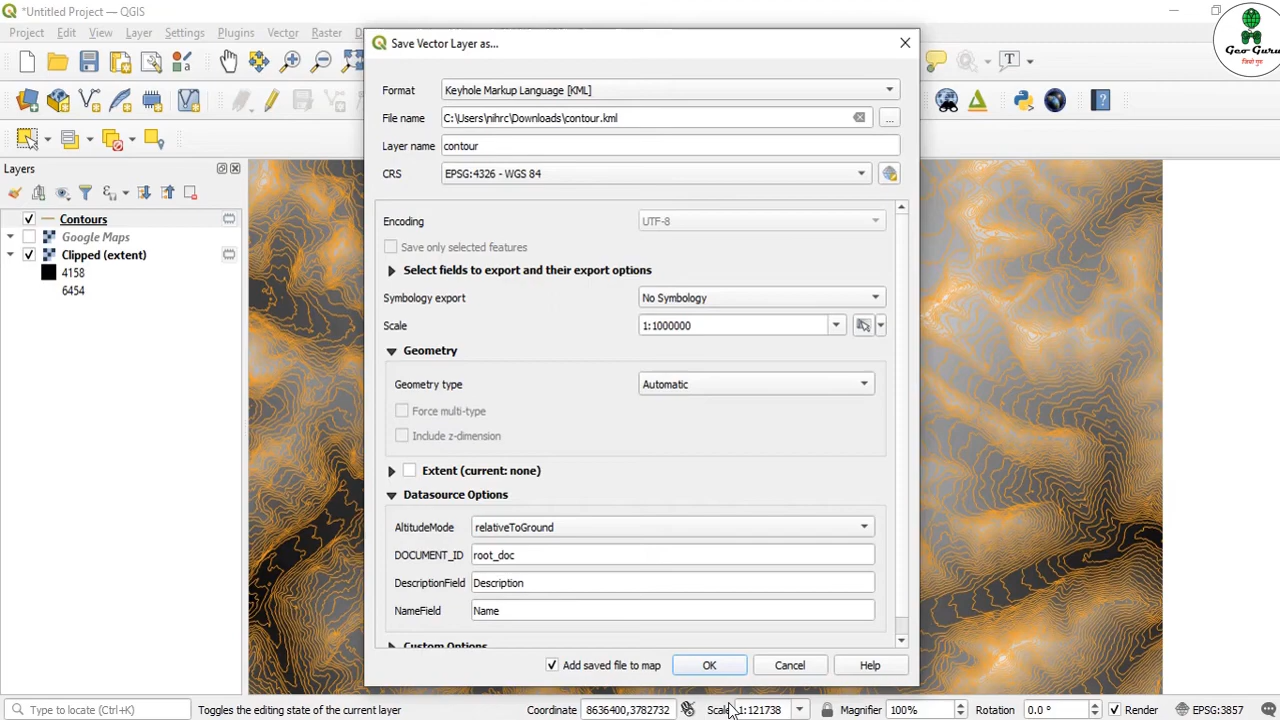 *Untitled Project — QGIS
Project Edit View Layer Settings Plugins Vector Raster
Geo Guru
Save Vector Layer as...
Format Keyhole Markup Language [KML]
File name C:\Users\nihrc\Downloads\contour.kml ...
Layer name contour
CRS EPSG:4326 - WGS 84
Layers
Contours
Google Maps
Clipped (extent)
4158
6454
Encoding UTF-8
Save only selected features
Select fields to export and their export options
Symbology export No Symbology
Scale 1:1000000
Geometry
Geometry type Automatic
Force multi-type
Include z-dimension
Extent (current: none)
Datasource Options
AltitudeMode relativeToGround
DOCUMENT_ID root_doc
DescriptionField Description
NameField Name
Custom Options
Add saved file to map OK Cancel Help
Type to locate (Ctrl+K) Toggles the editing state of the current layer Coordinate 8636400,3782732 Scale 1:121738 Magnifier 100% Rotation 0.0 ° Render EPSG:3857